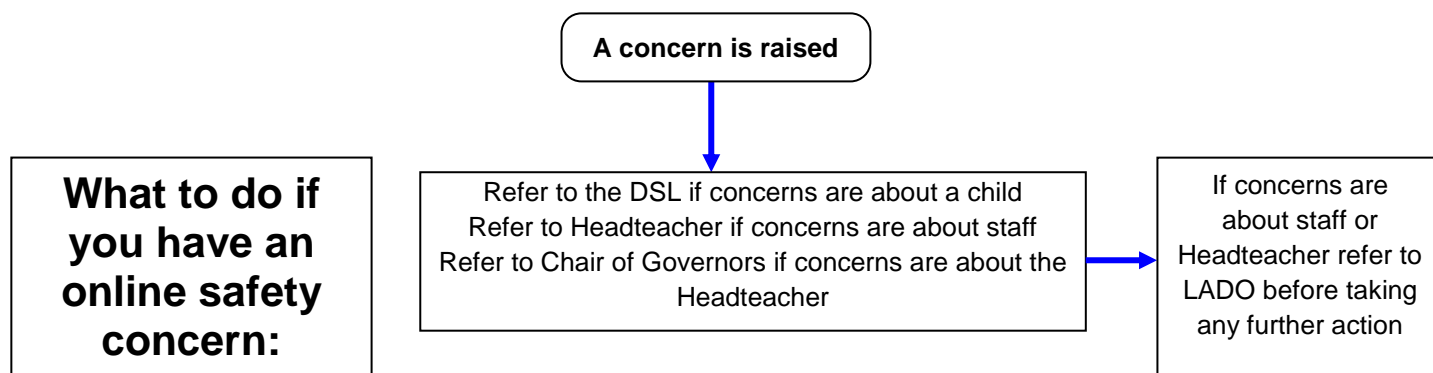 A concern is raised
What to do if
you have an
online safety
concern:
Refer to the DSL if concerns are about a child
Refer to Headteacher if concerns are about staff
Refer to Chair of Governors if concerns are about the
Headteacher
If concerns are
about staff or
Headteacher refer to
LADO before taking
any further action